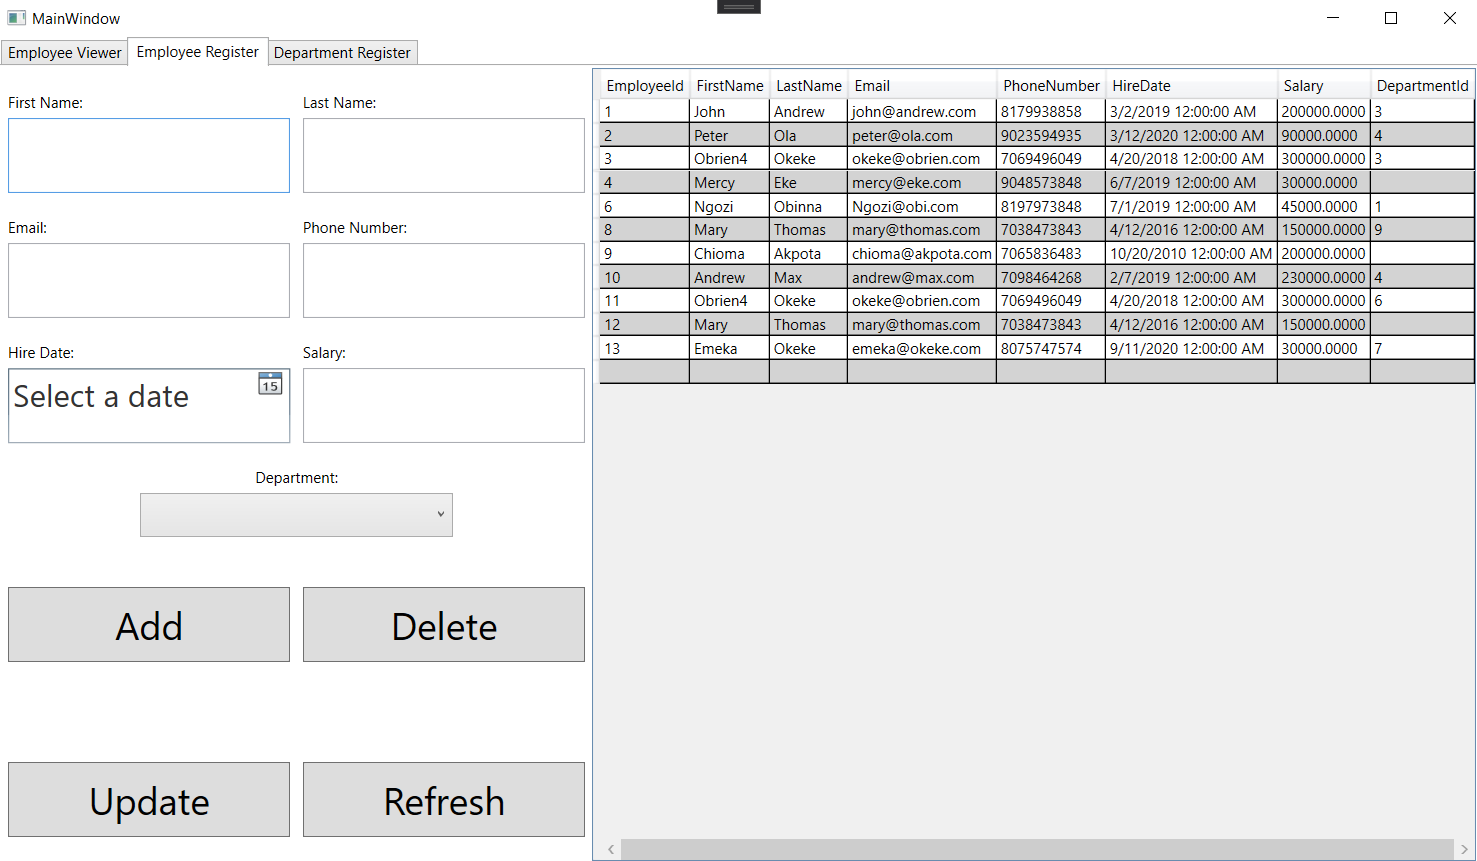 MainWindow
Employee Viewer Employee Register Department Register
First Name: Last Name:
Email: Phone Number:
Hire Date: Salary:
Select a date 15
Department:
Add Delete
Update Refresh
EmployeeId FirstName LastName Email PhoneNumber HireDate Salary DepartmentId
1 John Andrew john@andrew.com 8179938858 3/2/2019 12:00:00 AM 200000.0000 3
2 Peter Ola peter@ola.com 9023594935 3/12/2020 12:00:00 AM 90000.0000 4
3 Obrien4 Okeke okeke@obrien.com 7069496049 4/20/2018 12:00:00 AM 300000.0000 3
4 Mercy Eke mercy@eke.com 9048573848 6/7/2019 12:00:00 AM 30000.0000
6 Ngozi Obinna Ngozi@obi.com 8197973848 7/1/2019 12:00:00 AM 45000.0000 1
8 Mary Thomas mary@thomas.com 7038473843 4/12/2016 12:00:00 AM 150000.0000 9
9 Chioma Akpota chioma@akpota.com 7065836483 10/20/2010 12:00:00 AM 200000.0000
10 Andrew Max andrew@max.com 7098464268 2/7/2019 12:00:00 AM 230000.0000 4
11 Obrien4 Okeke okeke@obrien.com 7069496049 4/20/2018 12:00:00 AM 300000.0000 6
12 Mary Thomas mary@thomas.com 7038473843 4/12/2016 12:00:00 AM 150000.0000
13 Emeka Okeke emeka@okeke.com 8075747574 9/11/2020 12:00:00 AM 30000.0000 7